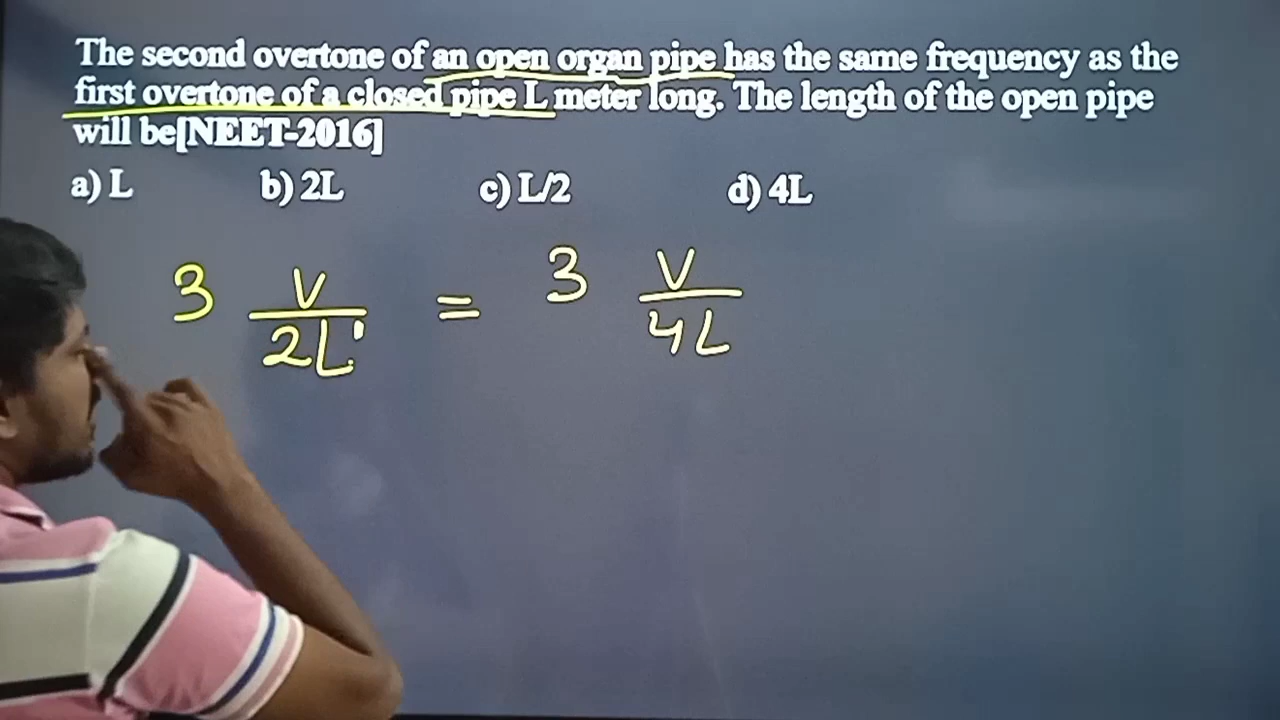 The second overtone of an open organ pipe has the same frequency as the
first overtone of a closed pipe L meter long. The length of the open pipe
will be[NEET-2016]
a) L b) 2L c) L/2 d) 4L
3 V/2L' = 3 V/4L